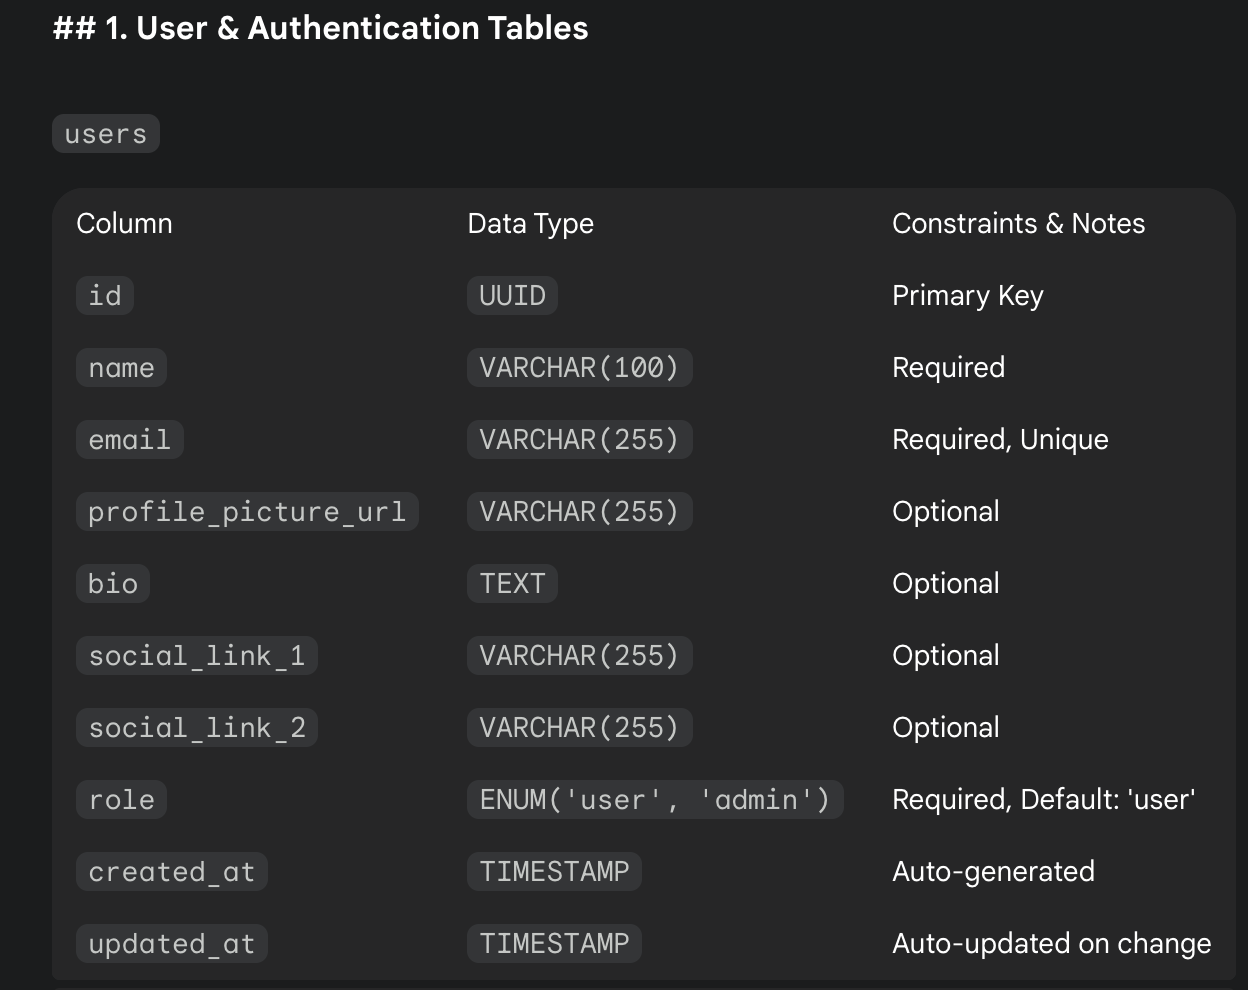 ## 1. User & Authentication Tables
users
Column Data Type Constraints & Notes
id UUID Primary Key
name VARCHAR(100) Required
email VARCHAR(255) Required, Unique
profile_picture_url VARCHAR(255) Optional
bio TEXT Optional
social_link_1 VARCHAR(255) Optional
social_link_2 VARCHAR(255) Optional
role ENUM('user', 'admin') Required, Default: 'user'
created_at TIMESTAMP Auto-generated
updated_at TIMESTAMP Auto-updated on change